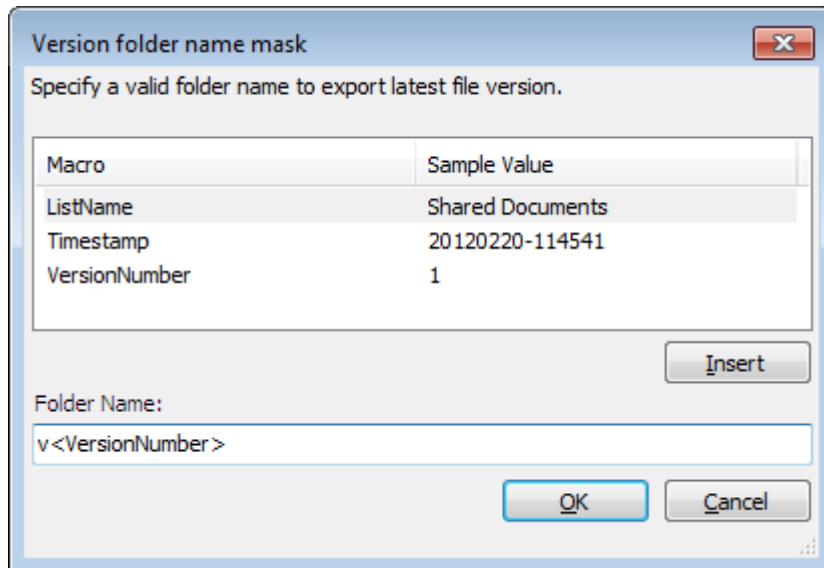 Version folder name mask
Specify a valid folder name to export latest file version.
Macro Sample Value
ListName Shared Documents
Timestamp 20120220-114541
VersionNumber 1
Insert
Folder Name:
v<VersionNumber>
OK Cancel